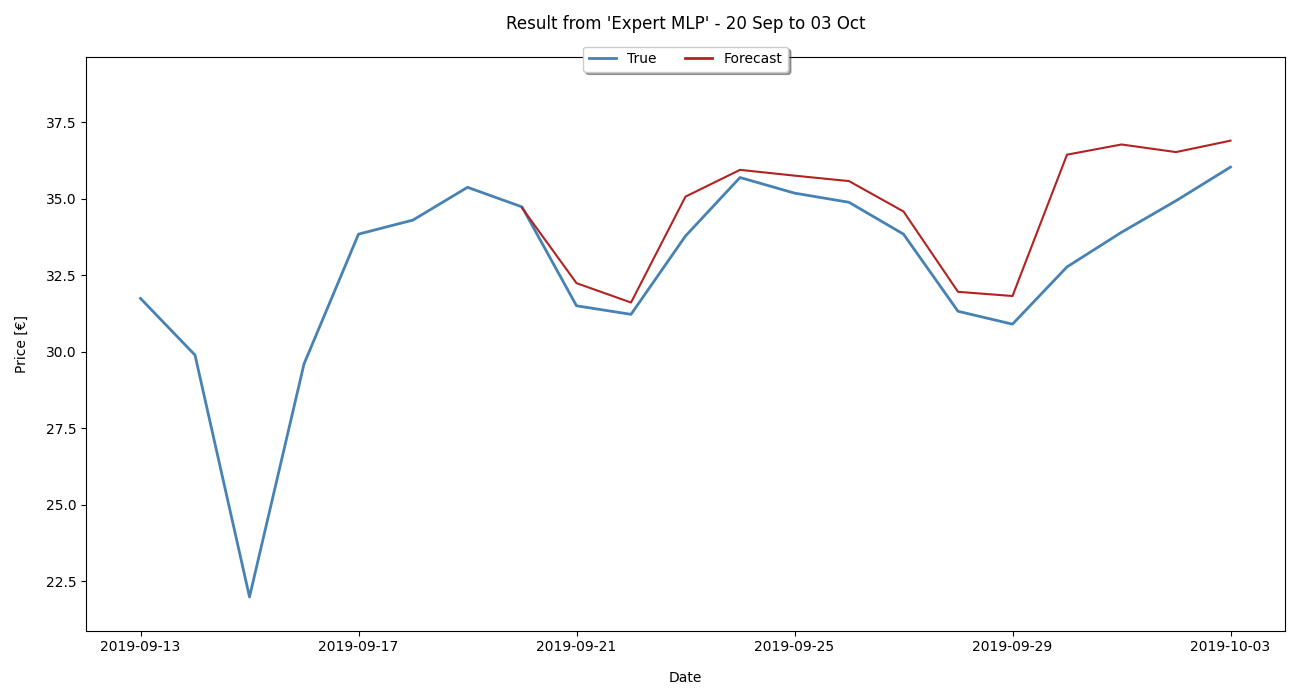 Result from 'Expert MLP' - 20 Sep to 03 Oct
True Forecast
37.5
35.0
32.5
30.0
27.5
25.0
22.5
Price [€]
2019-09-13 2019-09-17 2019-09-21 2019-09-25 2019-09-29 2019-10-03
Date